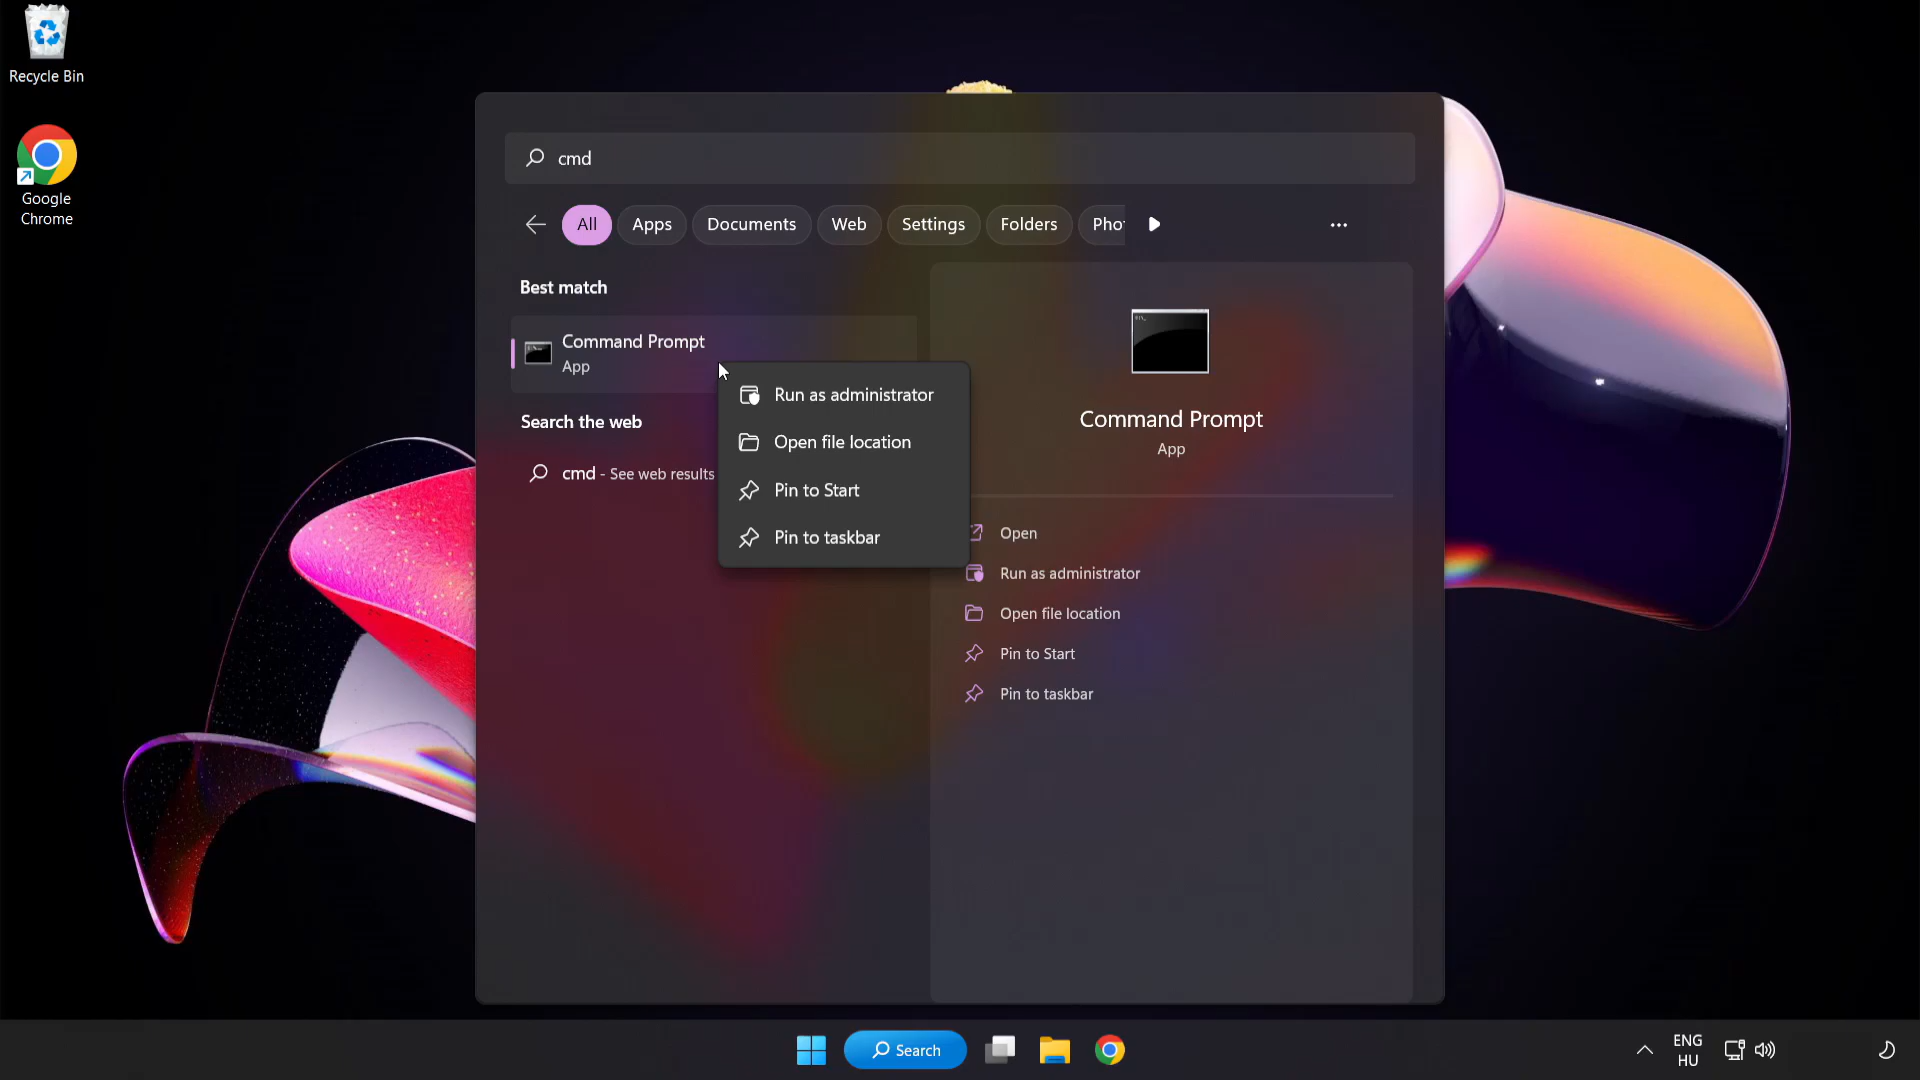 Recycle Bin
Google
Chrome
cmd
All
Apps
Documents
Web
Settings
Folders
Best match
Command Prompt
App
Search the web
cmd - See web results
Run as administrator
Open file location
Pin to Start
Pin to taskbar
Command Prompt
App
Open
Run as administrator
Open file location
Pin to Start
Pin to taskbar
Search
ENG
HU